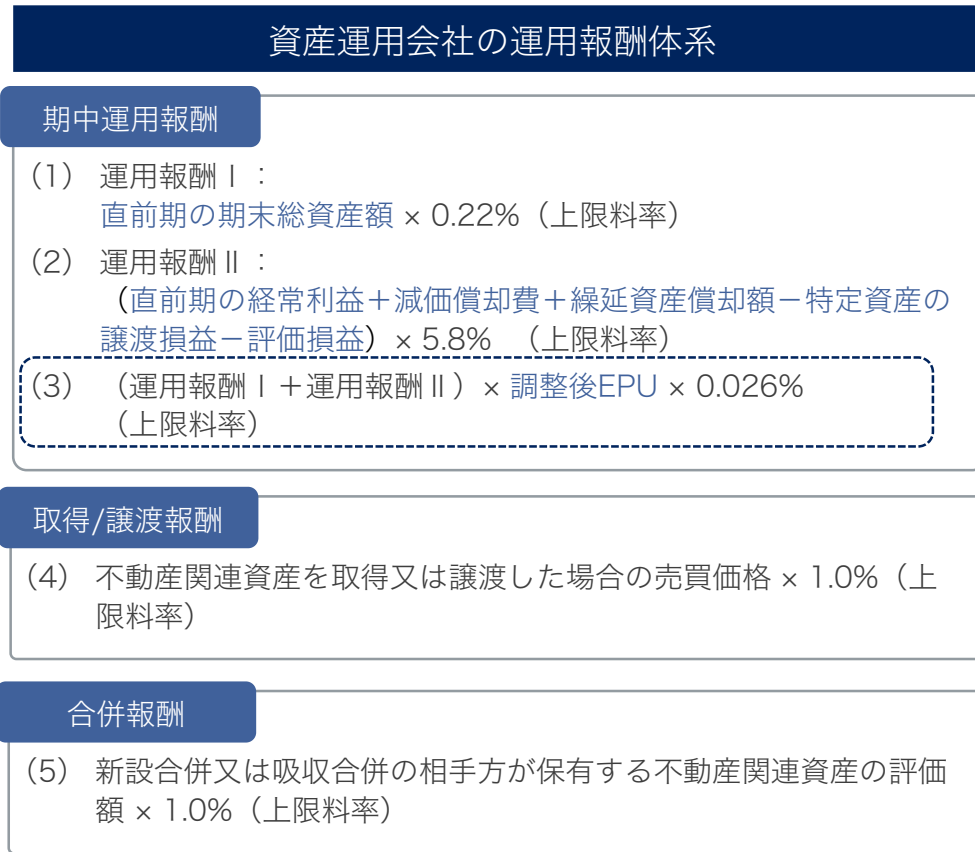 資産運用会社の運用報酬体系
期中運用報酬
（1） 運用報酬Ⅰ：
直前期の期末総資産額 × 0.22%（上限料率）
（2） 運用報酬Ⅱ：
（直前期の経常利益＋減価償却費＋繰延資産償却額－特定資産の
譲渡損益－評価損益）× 5.8% （上限料率）
（3） （運用報酬Ⅰ＋運用報酬Ⅱ）× 調整後EPU × 0.026%
（上限料率）
取得/譲渡報酬
（4） 不動産関連資産を取得又は譲渡した場合の売買価格 × 1.0%（上
限料率）
合併報酬
（5） 新設合併又は吸収合併の相手方が保有する不動産関連資産の評価
額 × 1.0%（上限料率）